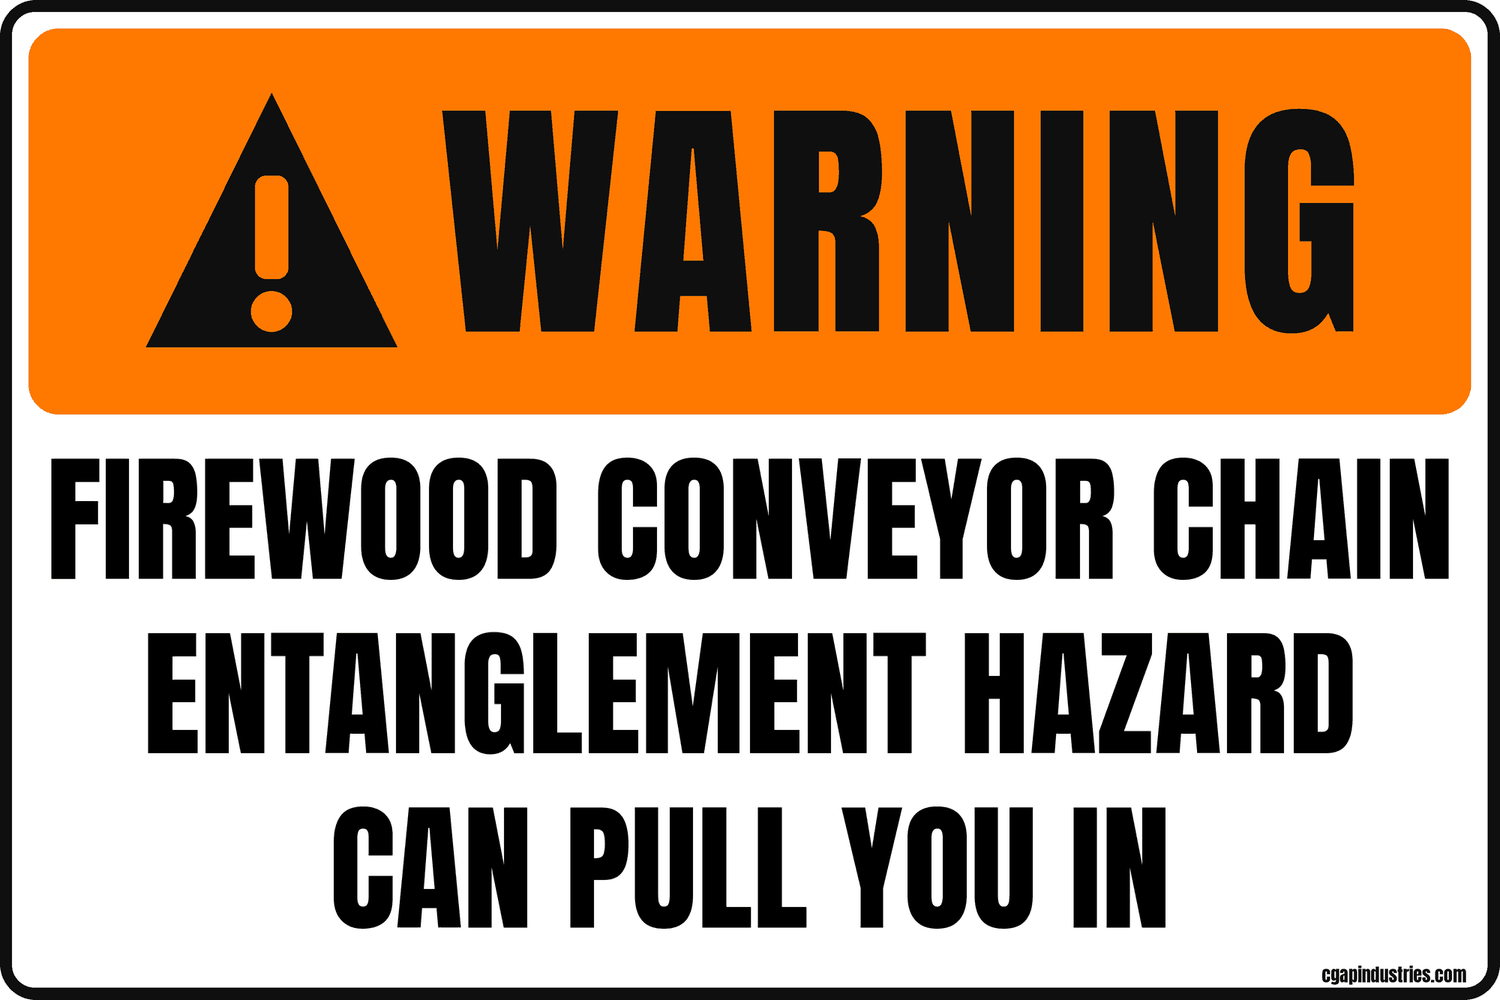 WARNING
FIREWOOD CONVEYOR CHAIN
ENTANGLEMENT HAZARD
CAN PULL YOU IN
cgapindustries.com